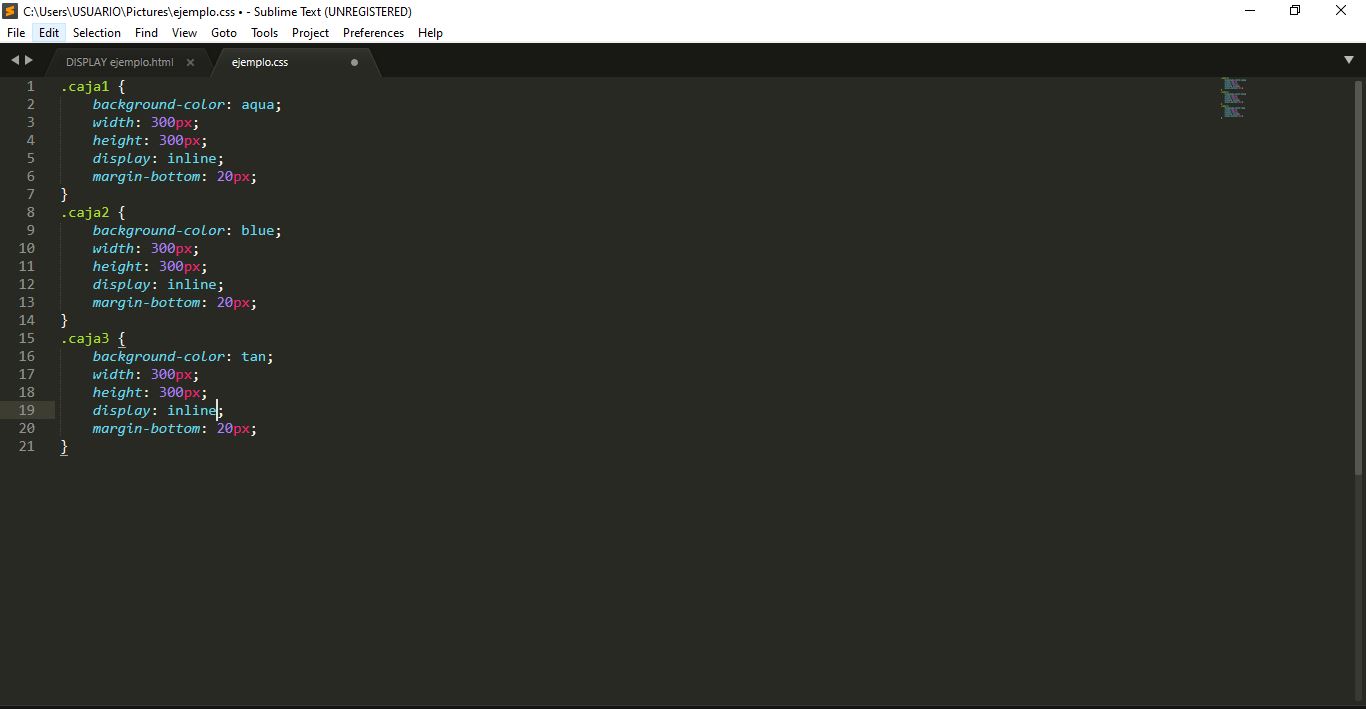 C:\Users\USUARIO\Pictures\ejemplo.css • - Sublime Text (UNREGISTERED)
File Edit Selection Find View Goto Tools Project Preferences Help
DISPLAY ejemplo.html × ejemplo.css
1 .caja1 {
2     background-color: aqua;
3     width: 300px;
4     height: 300px;
5     display: inline;
6     margin-bottom: 20px;
7 }
8 .caja2 {
9     background-color: blue;
10     width: 300px;
11     height: 300px;
12     display: inline;
13     margin-bottom: 20px;
14 }
15 .caja3 {
16     background-color: tan;
17     width: 300px;
18     height: 300px;
19     display: inline;
20     margin-bottom: 20px;
21 }